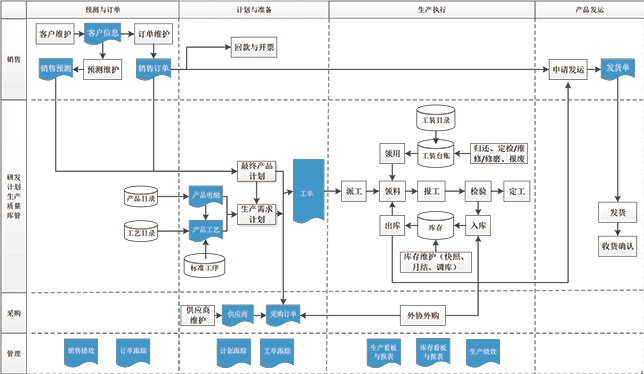 预测与订单
计划与准备
生产执行
产品发运
销售
客户维护
客户信息
订单维护
回款与开票
销售预测
预测维护
销售订单
申请发运
发货单
研发
计划
生产
质量
库管
工装目录
工装台账
归还、定检/维
修/修磨、报废
领用
最终产品
计划
产品目录
产品明细
工单
派工
领料
报工
检验
定工
生产需求
计划
工艺目录
产品工艺
出库
库存
入库
发货
标准工序
库存维护（快照、
月结、调库）
收货确认
采购
供应商
维护
供应商
采购订单
外协外购
管理
销售绩效
订单跟踪
计划跟踪
工单跟踪
生产看板
与报表
库存看板
与报表
生产绩效